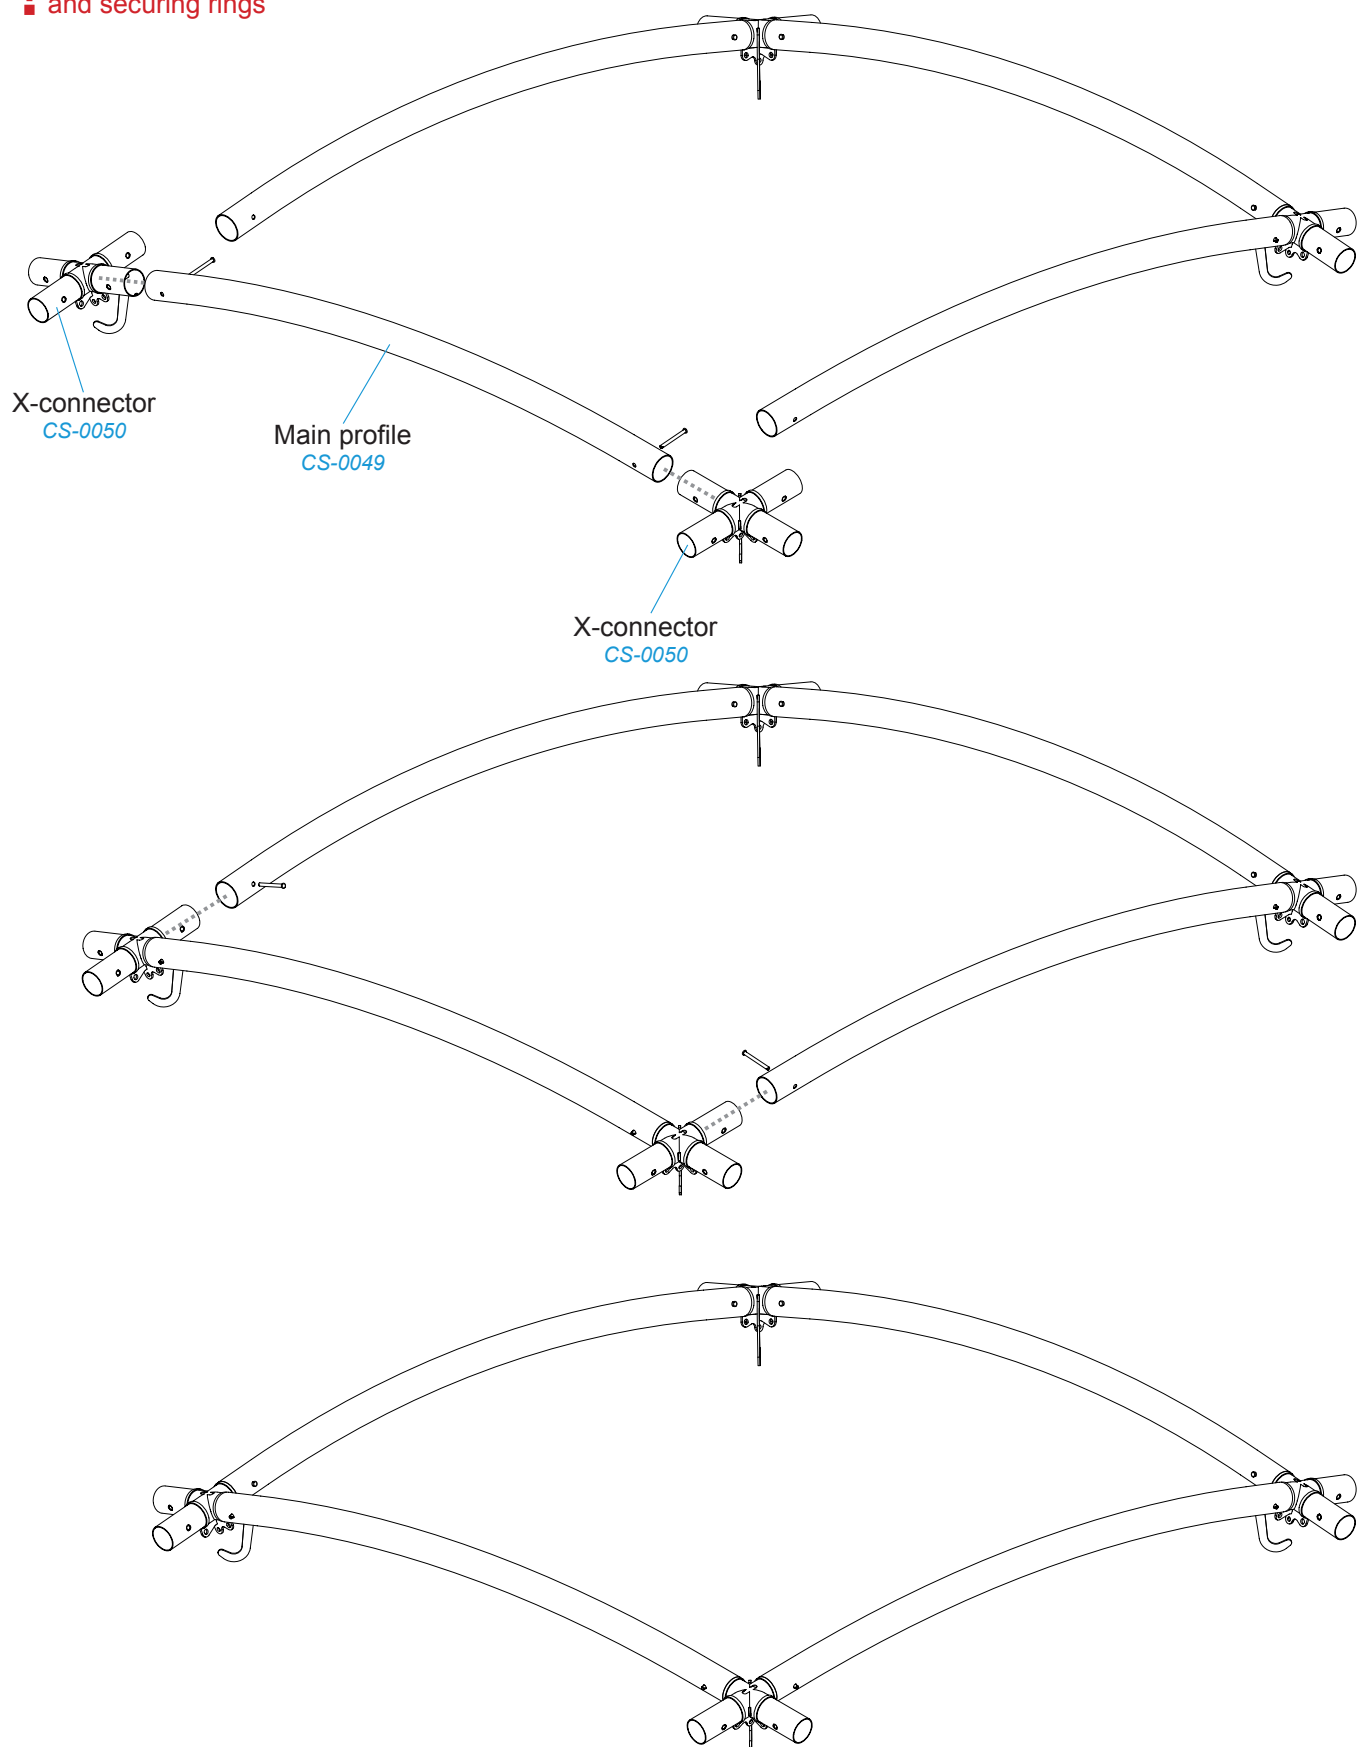 and securing rings
X-connector
CS-0050
Main profile
CS-0049
X-connector
CS-0050